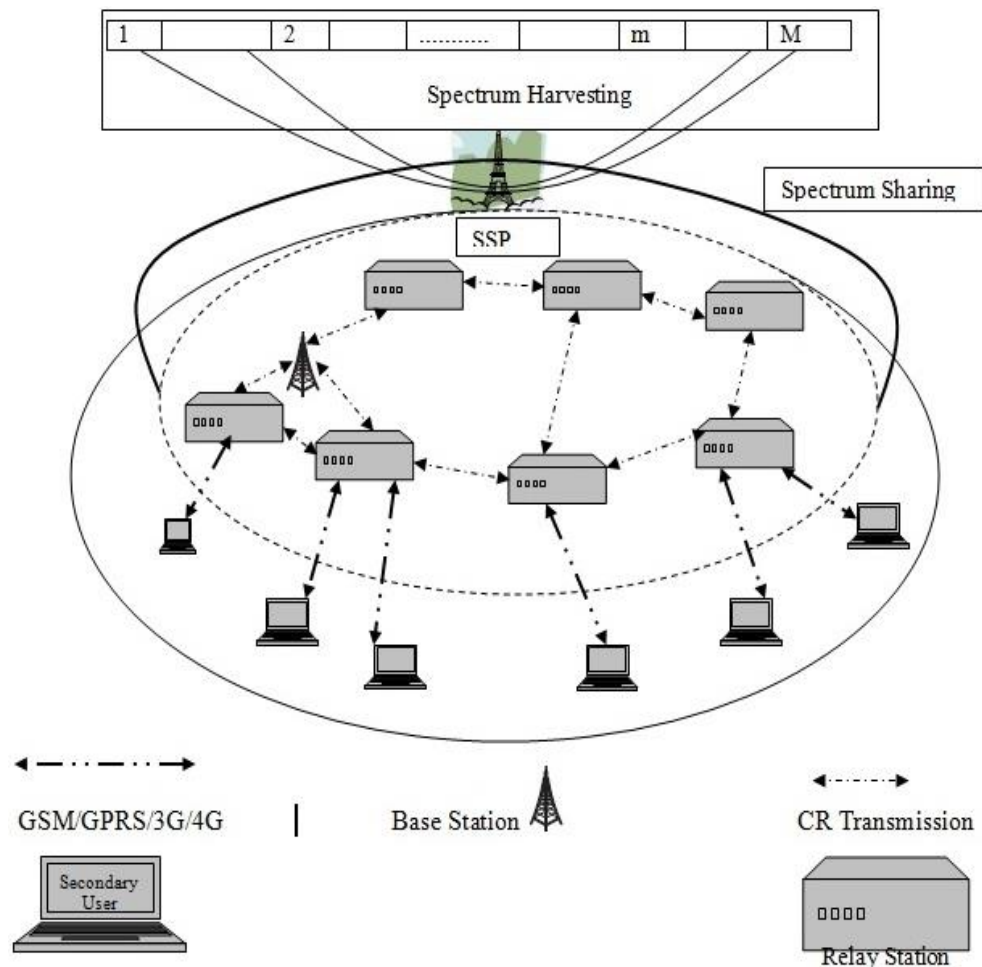 1 2 ............ m M
Spectrum Harvesting
Spectrum Sharing
SSP
GSM/GPRS/3G/4G Base Station CR Transmission
Secondary
User
Relay Station